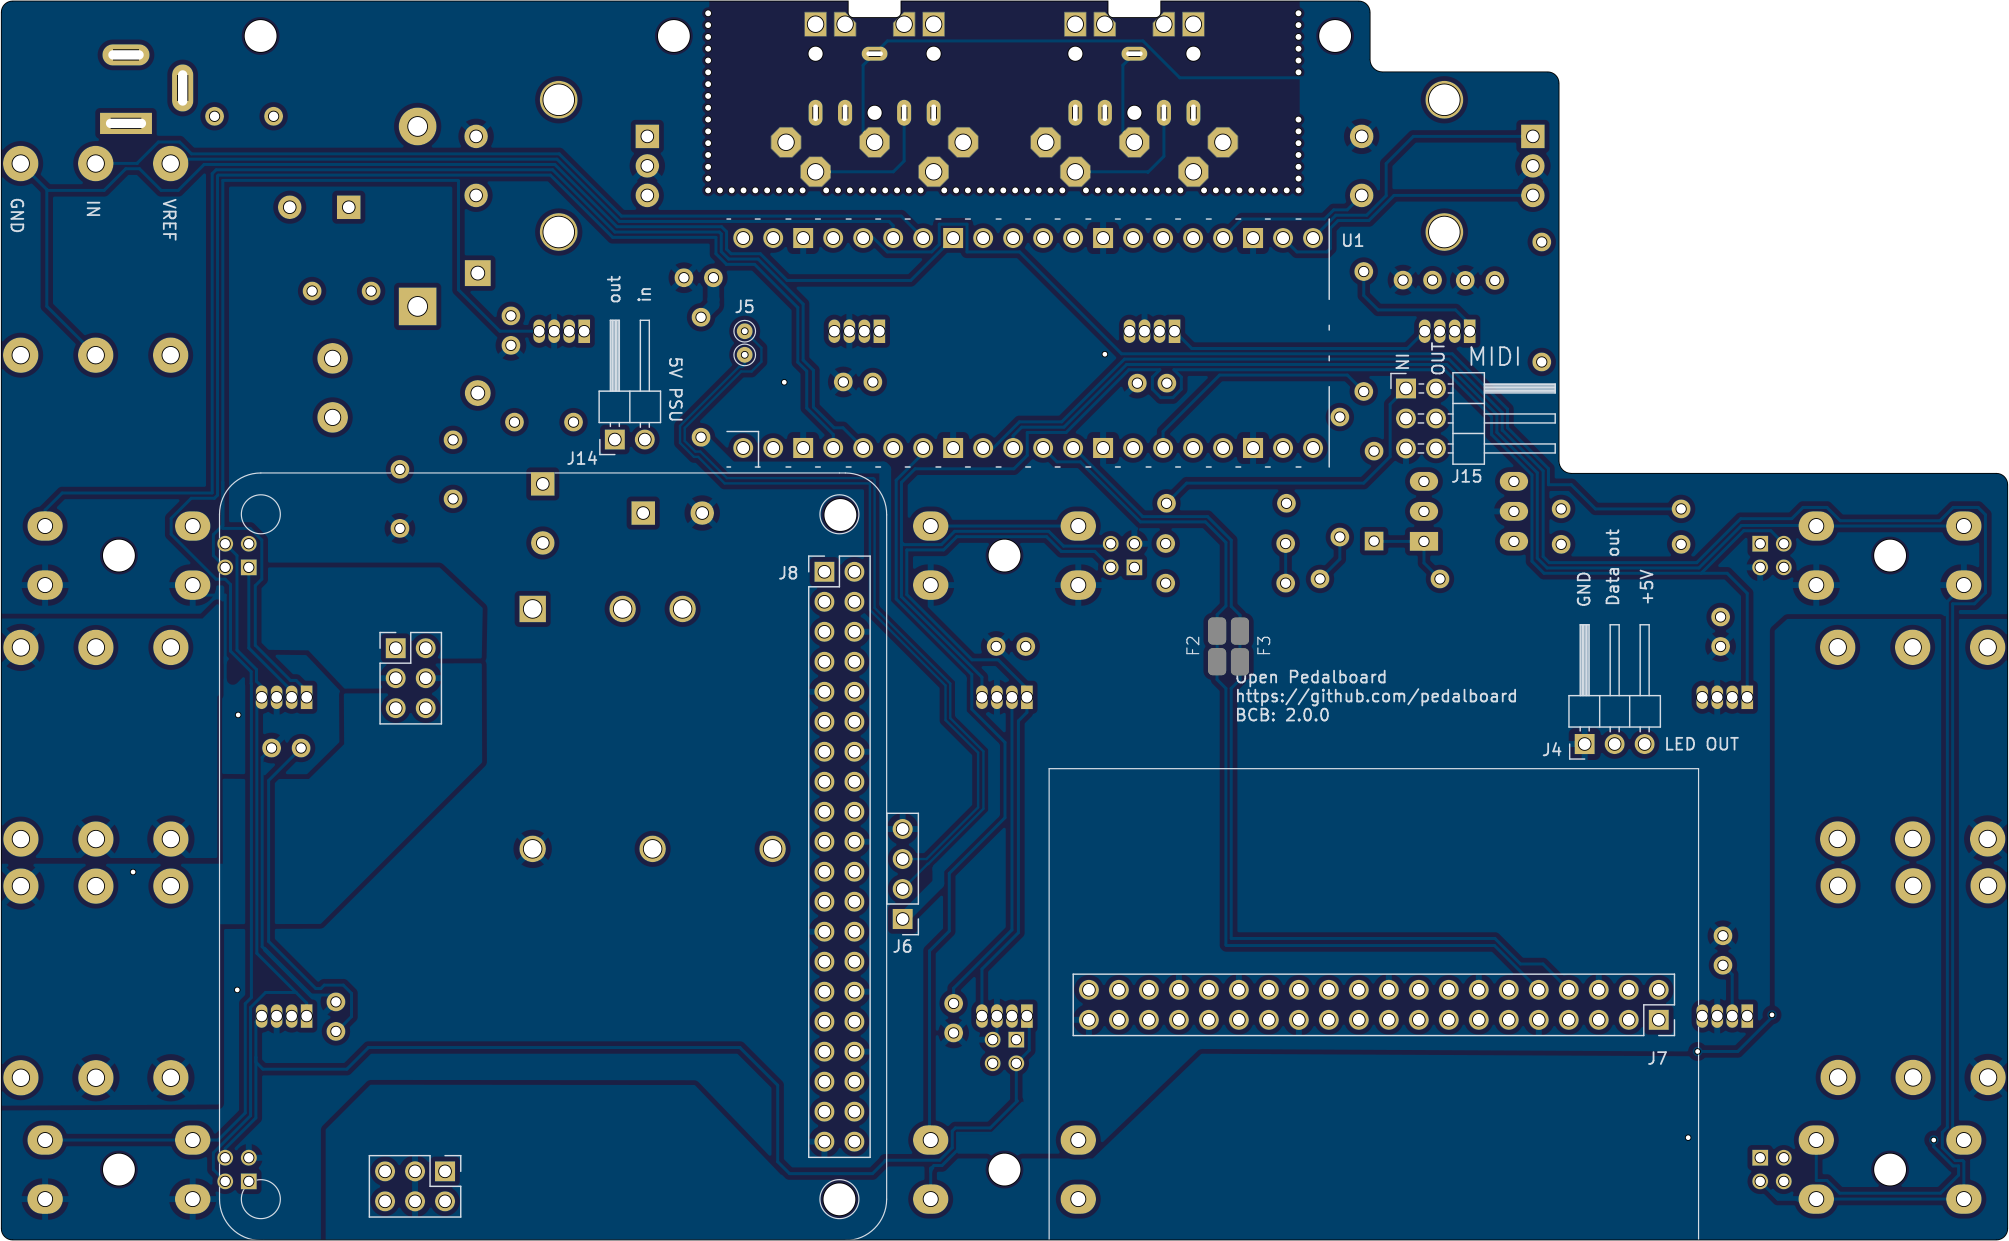 GND
IN
VREF
out
in
J5
U1
5V PSU
J14
INI
OUT
MIDI
J15
J8
F2
F3
Open Pedalboard
https://github.com/pedalboard
BCB: 2.0.0
GND
Data out
+5V
J4
LED OUT
J6
J7